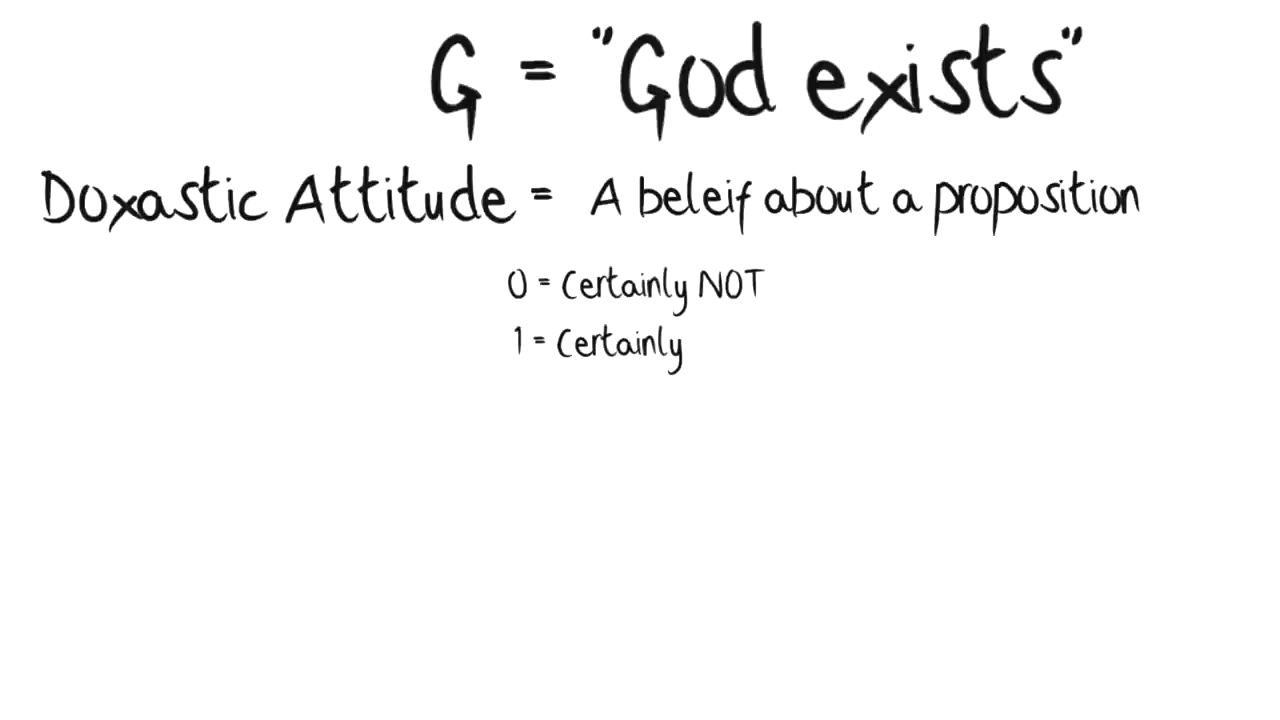 G = "God exists"
Doxastic Attitude = A beleif about a proposition
0 = Certainly NOT
1 = Certainly